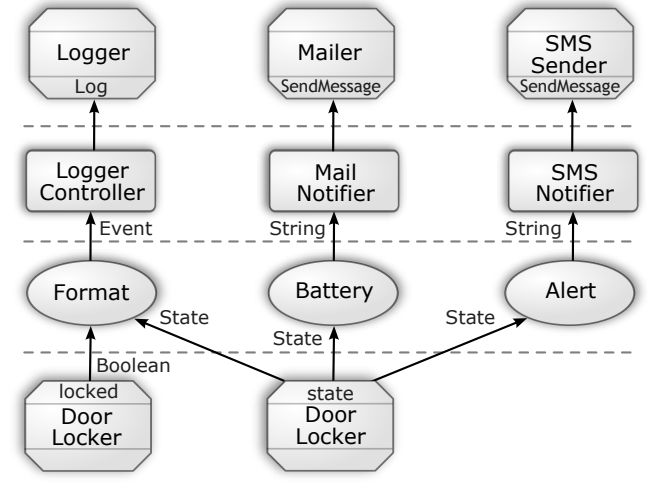 Logger
Log
Mailer
SendMessage
SMS
Sender
SendMessage
Logger
Controller
Mail
Notifier
SMS
Notifier
Event
String
String
Format
Battery
Alert
State
State
State
Boolean
locked
Door
Locker
state
Door
Locker